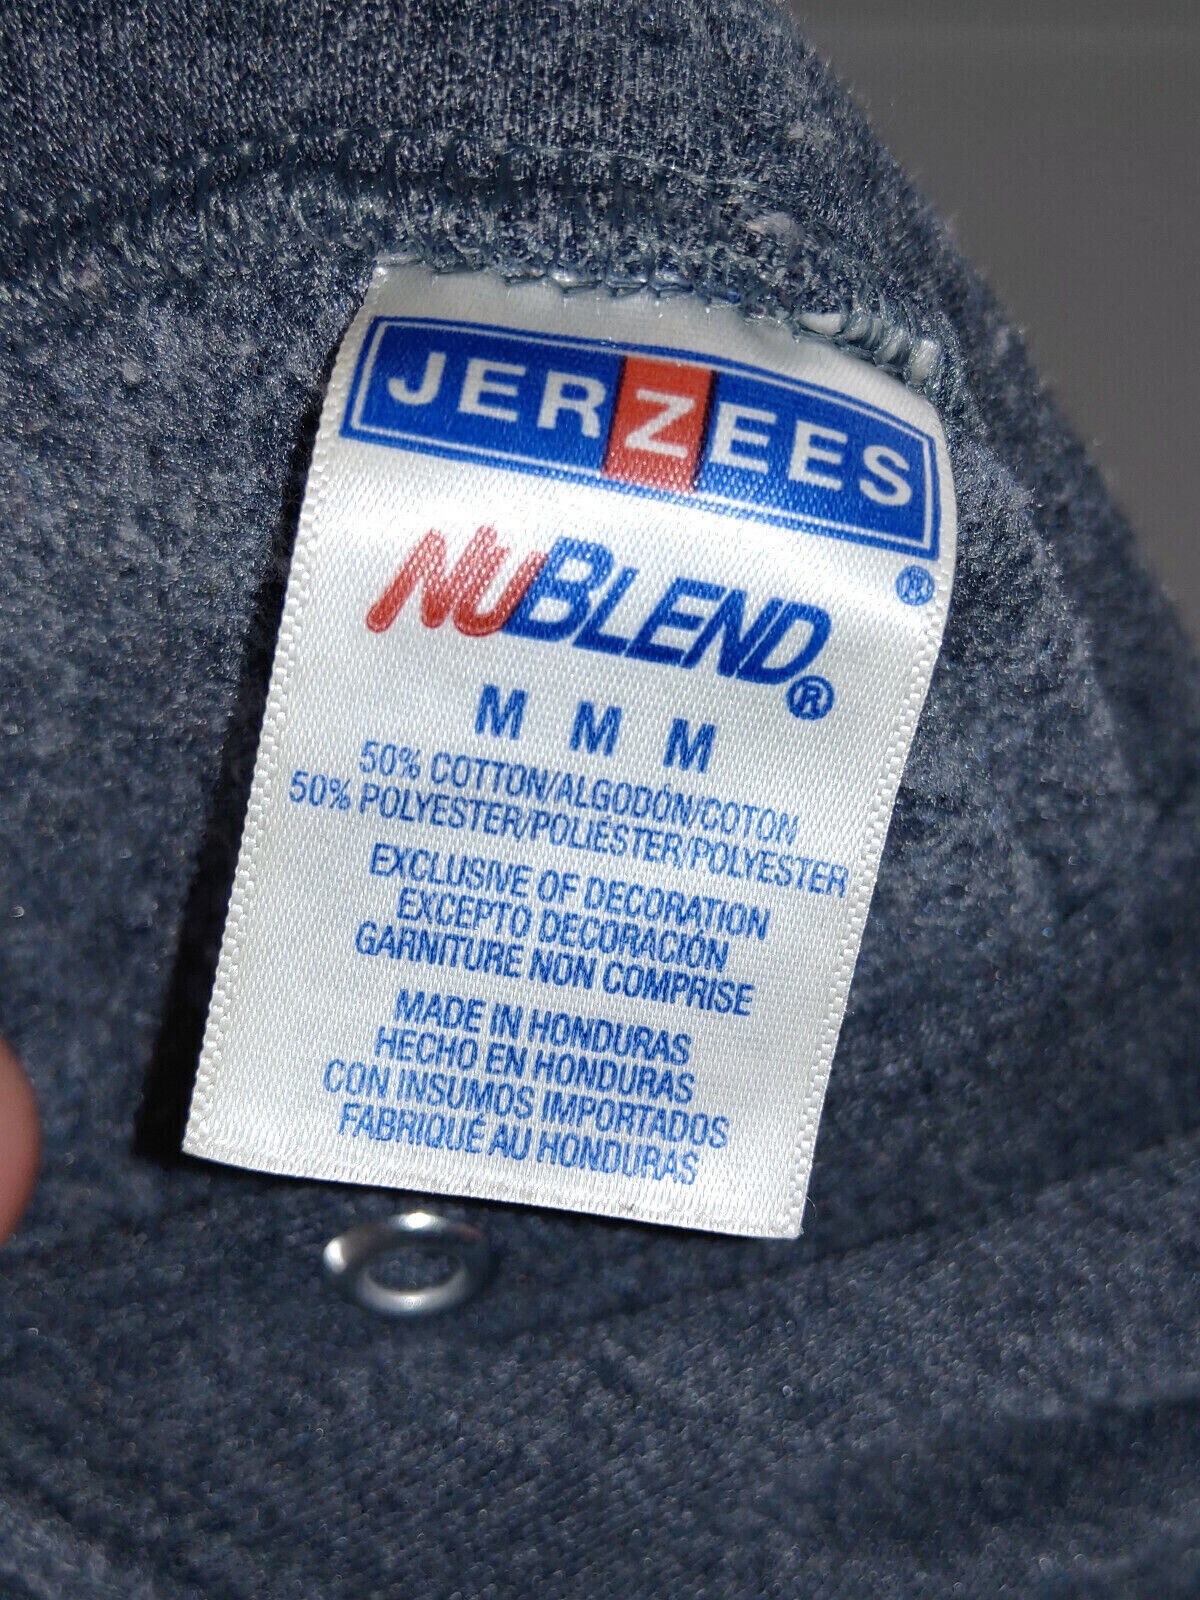 JERZEES®
NUBLEND®
M M M
50% COTTON/ALGODÓN/COTON
50% POLYESTER/POLIÉSTER/POLYESTER
EXCLUSIVE OF DECORATION
EXCEPTO DECORACIÓN
GARNITURE NON COMPRISE
MADE IN HONDURAS
HECHO EN HONDURAS
CON INSUMOS IMPORTADOS
FABRIQUÉ AU HONDURAS